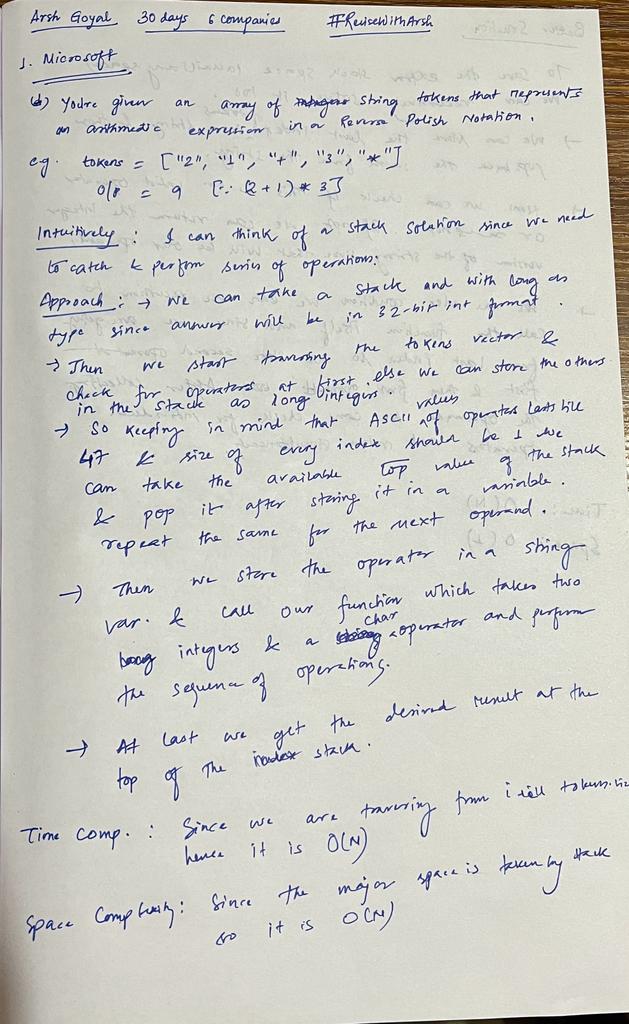 Arsh Goyal 30 days 6 companies #ReviseWithArsh
1. Microsoft
(d) You're given an array of string tokens that represents
an arithmetic expression in a Reverse Polish Notation.
eg. tokens = ["2", "1", "+", "3", "*"]
O/P = 9 [∵ (2+1) * 3]
Intuitively : I can think of a stack solution since we need
to catch & perform series of operations.
Approach : → We can take a stack and with long as
type since answer will be in 32-bit int format.
→ Then we start traversing the tokens vector &
check for operators at first, else we can store the others
in the stack as long integers.
→ So keeping in mind that ASCII values of operators lasts till
47 & size of every index should be 1 we
can take the available top value of the stack
& pop it after storing it in a variable.
repeat the same for the next operand.
→ Then we store the operator in a string
var. & call our function which takes two
integers & a char operator and perform
the sequence of operations.
→ At last we get the desired result at the
top of the stack.
Time comp. : Since we are traversing from i till tokens.size
hence it is O(N)
Space Complexity : Since the major space is taken by stack
so it is O(N)